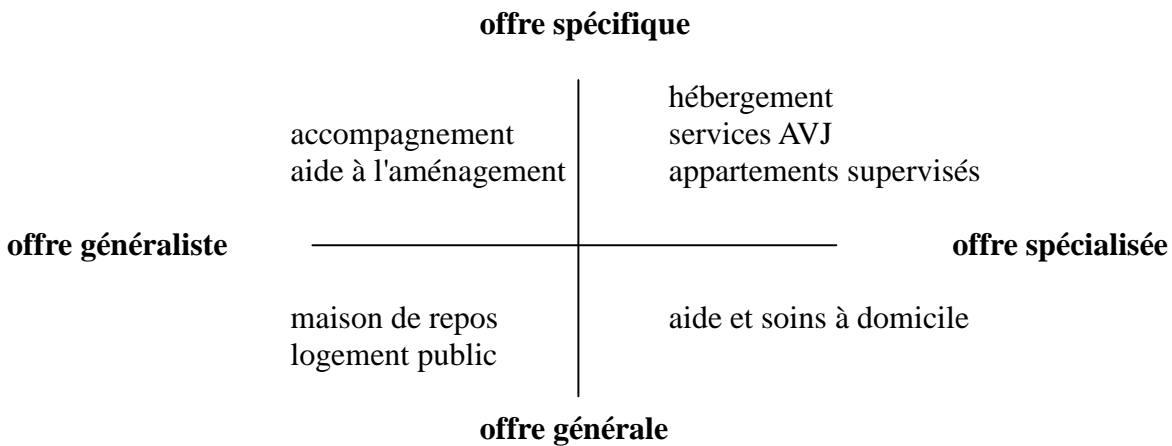 offre spécifique
hébergement
accompagnement
services AVJ
aide à l'aménagement
appartements supervisés
offre généraliste
offre spécialisée
maison de repos
aide et soins à domicile
logement public
offre générale